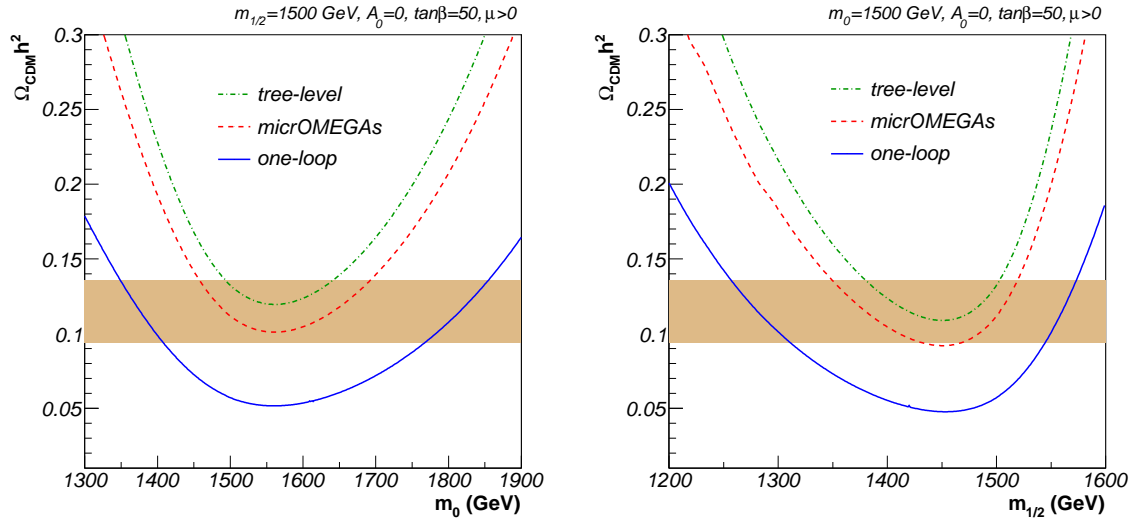 m1/2=1500 GeV, A0=0, tanβ=50, μ>0
ΩCDMh2
0.3
0.25
0.2
0.15
0.1
0.05
tree-level
micrOMEGAs
one-loop
1300 1400 1500 1600 1700 1800 1900
m0 (GeV)
m0=1500 GeV, A0=0, tanβ=50, μ>0
ΩCDMh2
0.3
0.25
0.2
0.15
0.1
0.05
tree-level
micrOMEGAs
one-loop
1200 1300 1400 1500 1600
m1/2 (GeV)